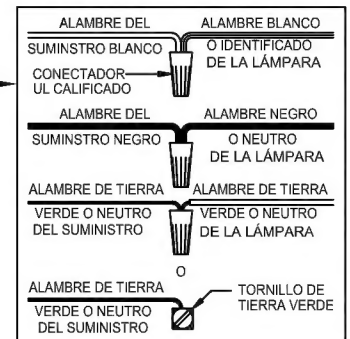 ALAMBRE DEL ALAMBRE BLANCO
SUMINSTRO BLANCO O IDENTIFICADO
DE LA LÁMPARA
CONECTADOR
UL CALIFICADO
ALAMBRE DEL ALAMBRE NEGRO
SUMINSTRO NEGRO O NEUTRO
DE LA LÁMPARA
ALAMBRE DE TIERRA ALAMBRE DE TIERRA
VERDE O NEUTRO VERDE O NEUTRO
DEL SUMINISTRO DE LA LÁMPARA
O
ALAMBRE DE TIERRA TORNILLO DE
VERDE O NEUTRO TIERRA VERDE
DEL SUMINISTRO